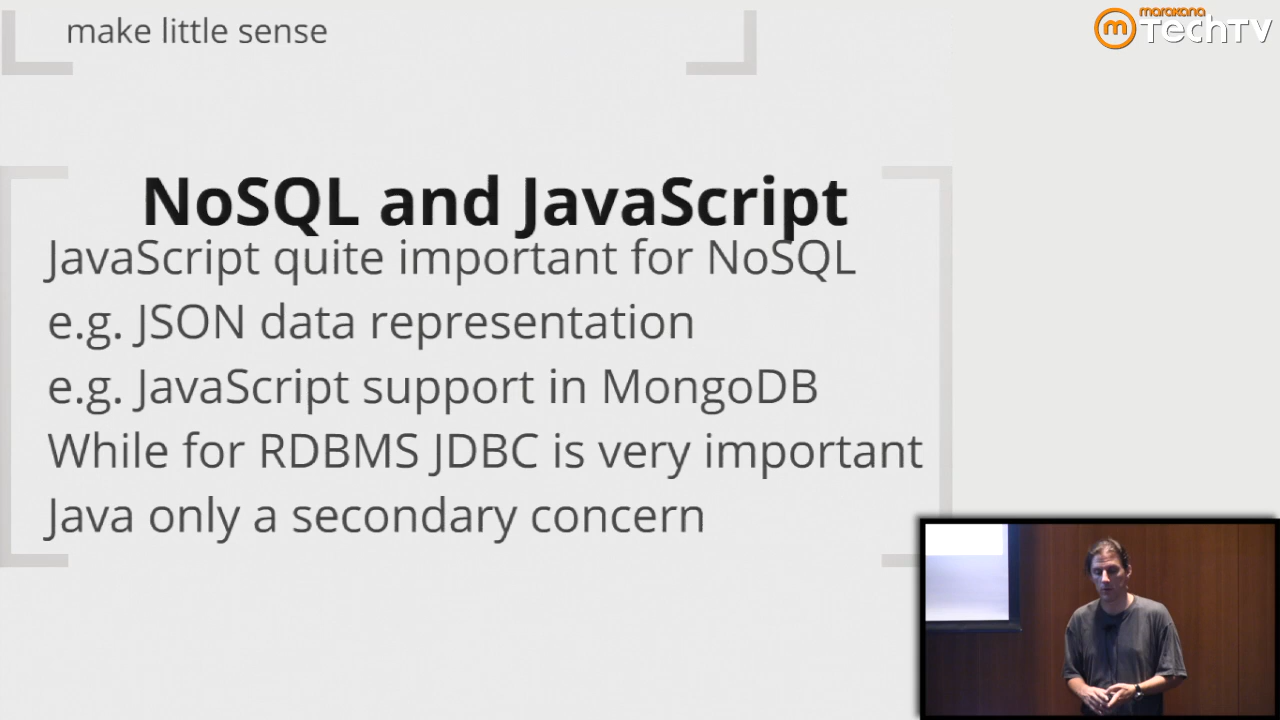 make little sense
marakana
m TechTV
NoSQL and JavaScript
JavaScript quite important for NoSQL
e.g. JSON data representation
e.g. JavaScript support in MongoDB
While for RDBMS JDBC is very important
Java only a secondary concern